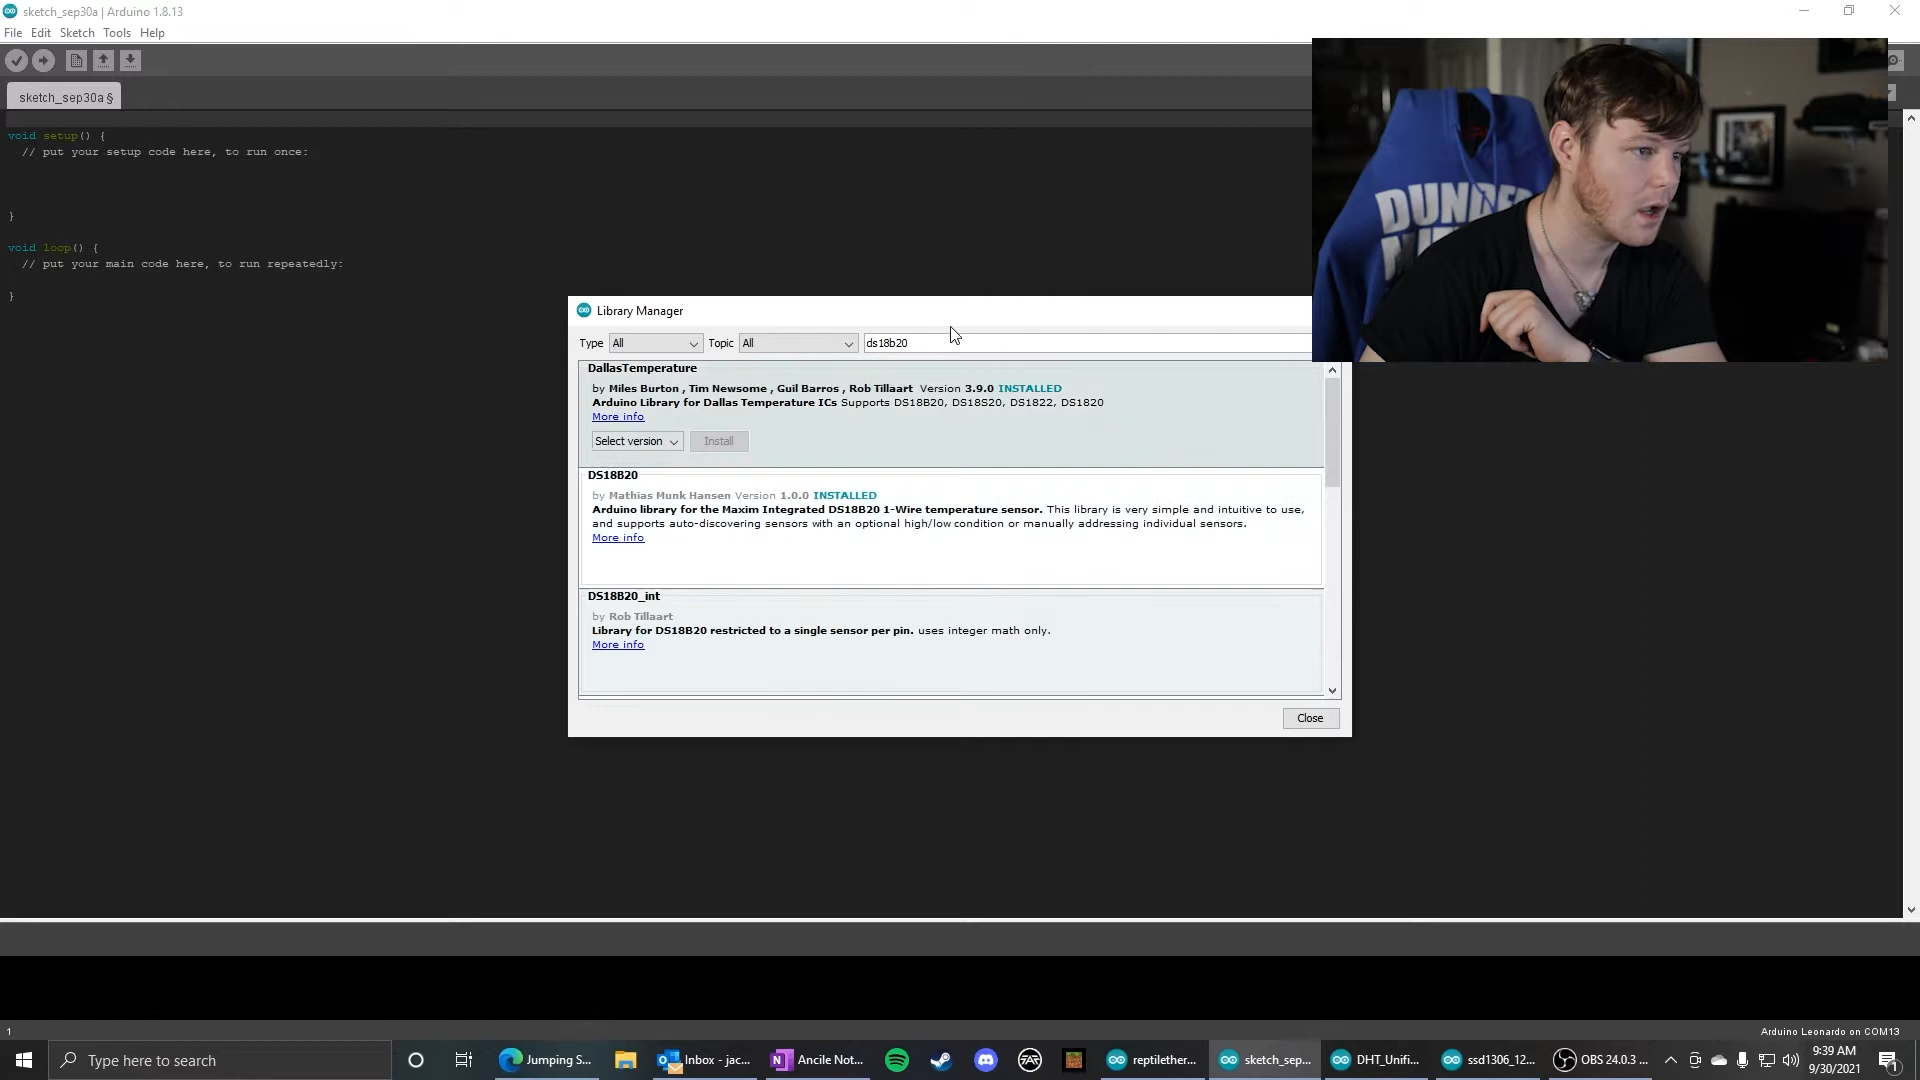 sketch_sep30a | Arduino 1.8.13
File Edit Sketch Tools Help
sketch_sep30a §
void setup() {
// put your setup code here, to run once:
}
void loop() {
// put your main code here, to run repeatedly:
}
DUNDER
Library Manager
Type All Topic All ds18b20
DallasTemperature
by Miles Burton , Tim Newsome , Guil Barros , Rob Tillaart Version 3.9.0 INSTALLED
Arduino Library for Dallas Temperature ICs Supports DS18B20, DS18S20, DS1822, DS1820
More info
Select version Install
DS18B20
by Mathias Munk Hansen Version 1.0.0 INSTALLED
Arduino library for the Maxim Integrated DS18B20 1-Wire temperature sensor. This library is very simple and intuitive to use,
and supports auto-discovering sensors with an optional high/low condition or manually addressing individual sensors.
More info
DS18B20_int
by Rob Tillaart
Library for DS18B20 restricted to a single sensor per pin. uses integer math only.
More info
Close
1
Arduino Leonardo on COM13
Type here to search
Jumping S...
Inbox - jac...
Ancile Not...
reptilether...
sketch_sep...
DHT_Unifi...
ssd1306_12...
OBS 24.0.3 ...
9:39 AM
9/30/2021
1